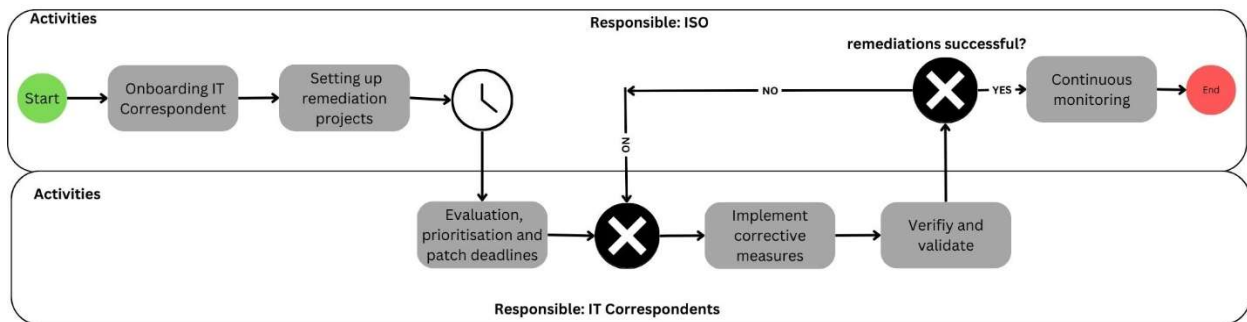 Activities
Responsible: ISO
Start
Onboarding IT
Correspondent
Setting up
remediation
projects
remediations successful?
NO
NO
YES
Continuous
monitoring
End
Activities
Evaluation,
prioritisation and
patch deadlines
Implement
corrective
measures
Verifiy and
validate
Responsible: IT Correspondents